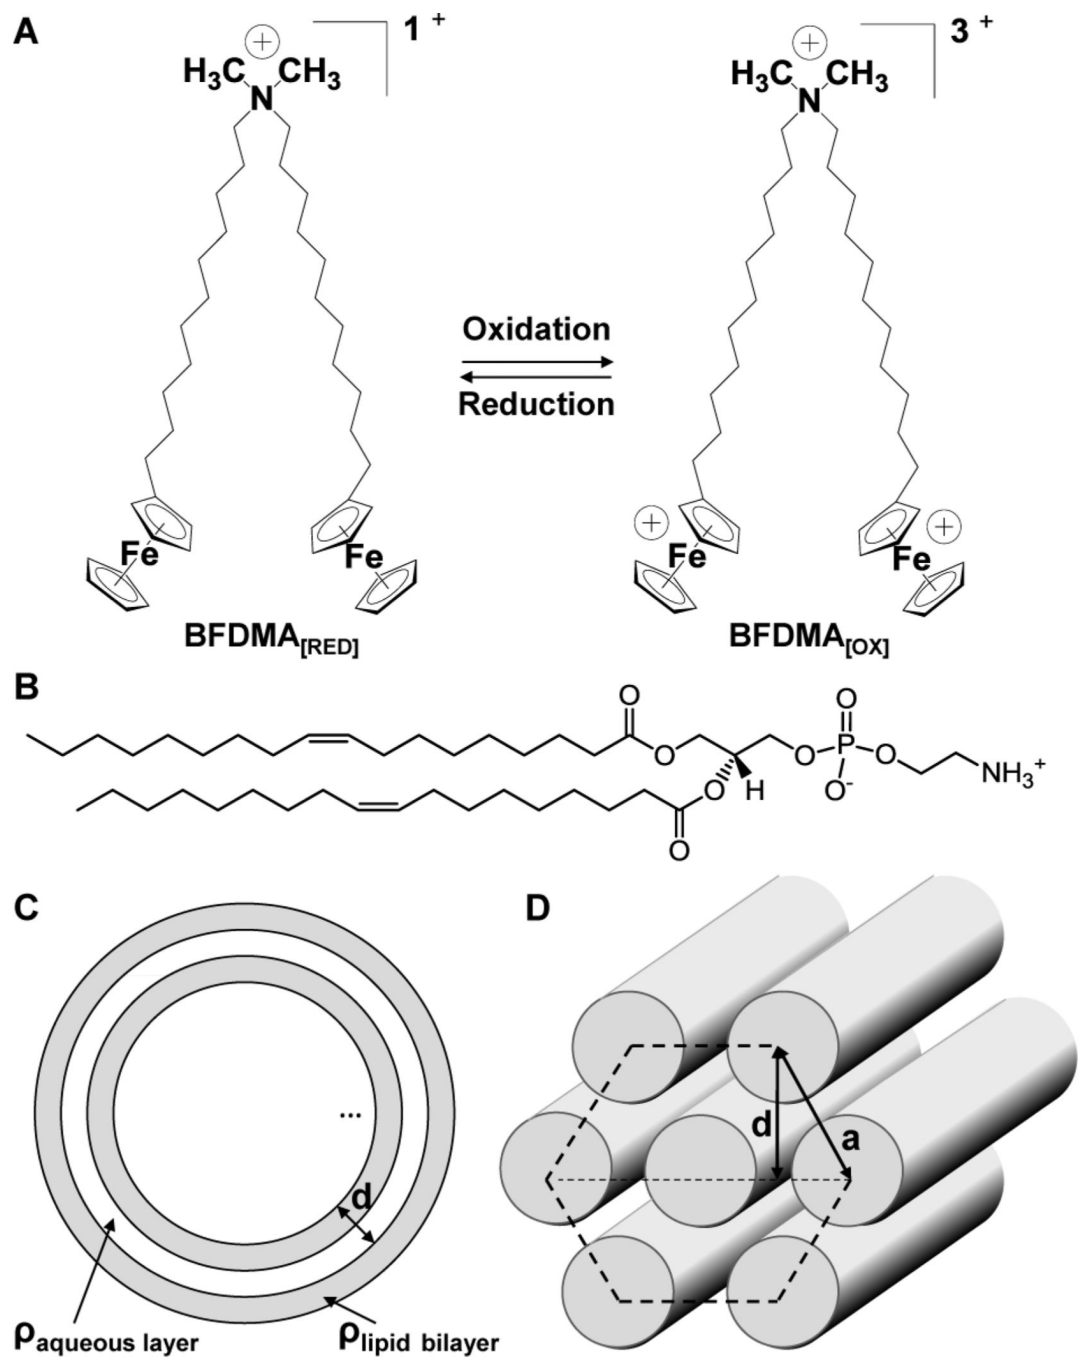 A
1 +
3 +
⊕
⊕
H3C CH3
H3C CH3
N
N
Oxidation
Reduction
⊕
⊕
Fe
Fe
Fe
Fe
BFDMA[RED]
BFDMA[OX]
B
O
O
O
O
P
O
NH3+
O-
O
H
O
C
D
d
a
...
d
ρaqueous layer
ρlipid bilayer